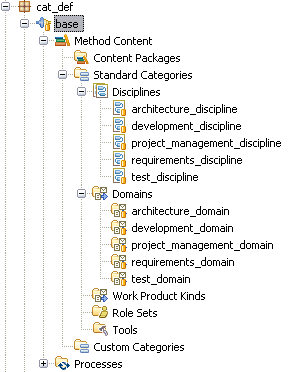 cat_def
base
Method Content
Content Packages
Standard Categories
Disciplines
architecture_discipline
development_discipline
project_management_discipline
requirements_discipline
test_discipline
Domains
architecture_domain
development_domain
project_management_domain
requirements_domain
test_domain
Work Product Kinds
Role Sets
Tools
Custom Categories
Processes